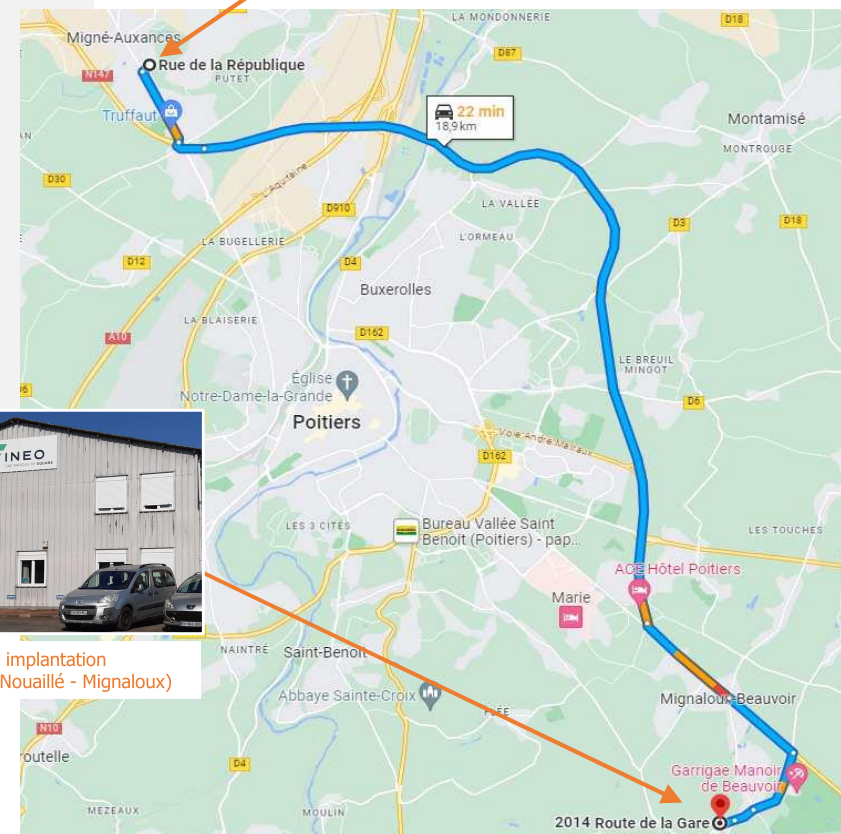 LA MONDONNERIE
D18
Migné-Auxances
D87
Rue de la République
PUTET
N147
Truffaut
22 min
18,9 km
Montamisé
MONTROUGE
D30
L'Aquitaine
LA VALLÉE
D910
D3
D18
LA BUGELLERIE
L'ORMEAU
D12
D4
Buxerolles
LA BLAISERIE
D162
A10
LE BREUIL
MINGOT
Église
Notre-Dame-la-Grande
D6
Poitiers
Voie André Malraux
INEO
D162
LES 3 CITÉS
Bureau Vallée Saint
Benoit (Poitiers) - pap...
LES TOUCHES
ACE Hôtel Poitiers
Marie
implantation
Nouaillé - Mignaloux)
NAINTRÉ
Saint-Benoît
Abbaye Sainte-Croix
Mignaloux-Beauvoir
N10
routelle
D4
Garrigae Manoir
de Beauvoir
MEZEAUX
MOULIN
2014 Route de la Gare